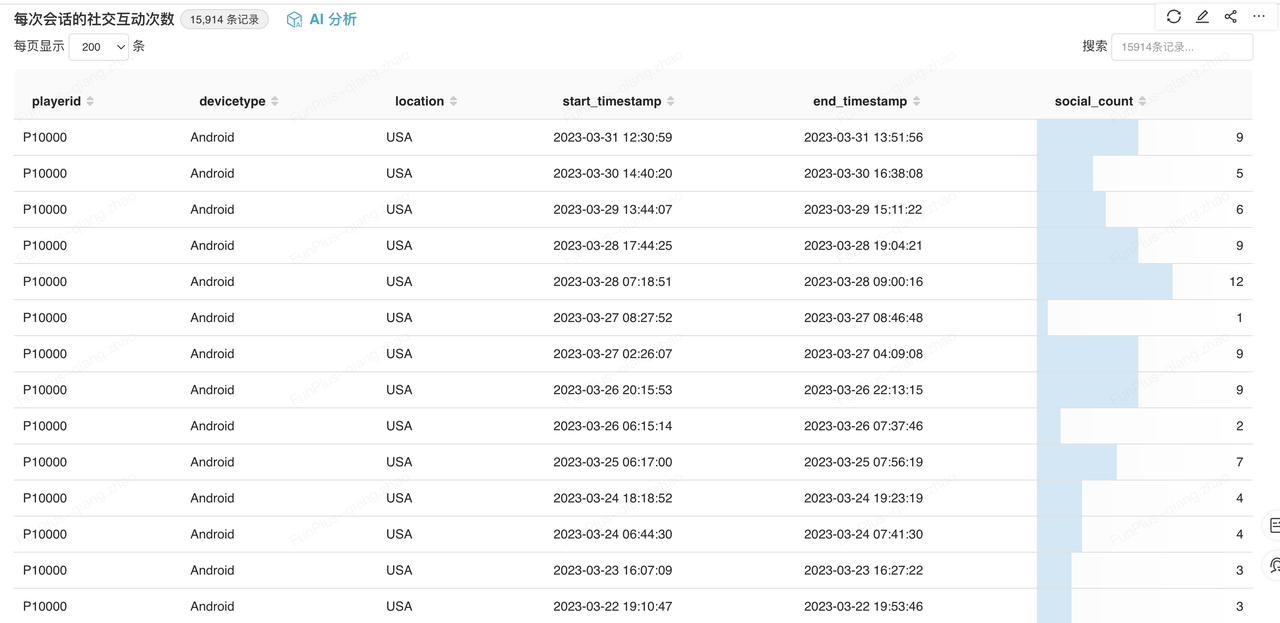 每次会话的社交互动次数 15,914 条记录 AI 分析 ...
每页显示 200 条 搜索 15914条记录...
playerid devicetype location start_timestamp end_timestamp social_count
P10000 Android USA 2023-03-31 12:30:59 2023-03-31 13:51:56 9
P10000 Android USA 2023-03-30 14:40:20 2023-03-30 16:38:08 5
P10000 Android USA 2023-03-29 13:44:07 2023-03-29 15:11:22 6
P10000 Android USA 2023-03-28 17:44:25 2023-03-28 19:04:21 9
P10000 Android USA 2023-03-28 07:18:51 2023-03-28 09:00:16 12
P10000 Android USA 2023-03-27 08:27:52 2023-03-27 08:46:48 1
P10000 Android USA 2023-03-27 02:26:07 2023-03-27 04:09:08 9
P10000 Android USA 2023-03-26 20:15:53 2023-03-26 22:13:15 9
P10000 Android USA 2023-03-26 06:15:14 2023-03-26 07:37:46 2
P10000 Android USA 2023-03-25 06:17:00 2023-03-25 07:56:19 7
P10000 Android USA 2023-03-24 18:18:52 2023-03-24 19:23:19 4
P10000 Android USA 2023-03-24 06:44:30 2023-03-24 07:41:30 4
P10000 Android USA 2023-03-23 16:07:09 2023-03-23 16:27:22 3
P10000 Android USA 2023-03-22 19:10:47 2023-03-22 19:53:46 3
FunPlus-qiang.zhao